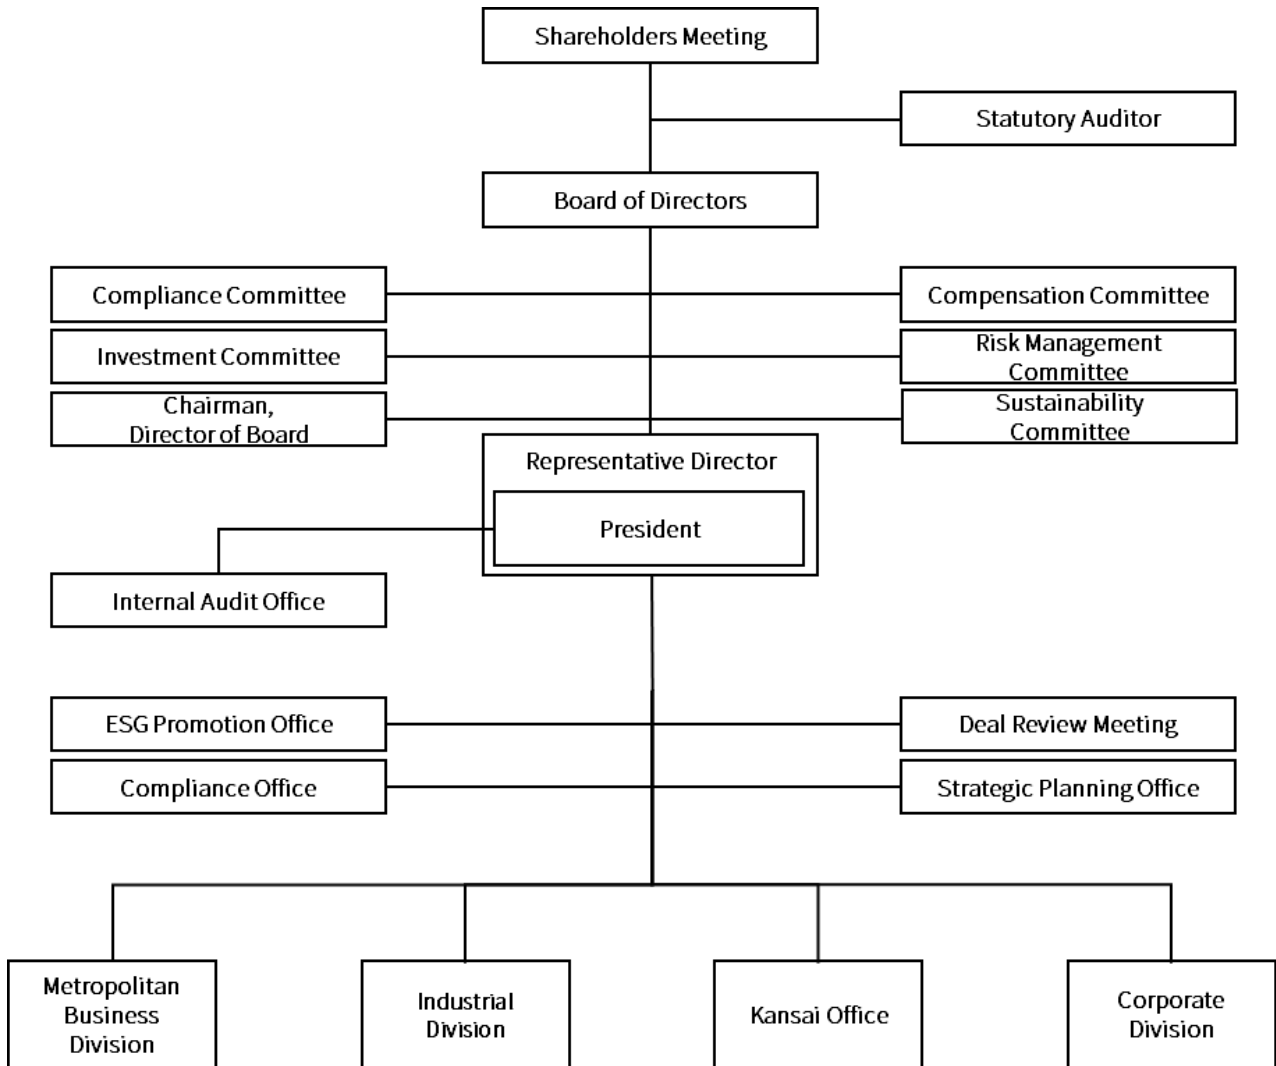 Shareholders Meeting
Statutory Auditor
Board of Directors
Compliance Committee
Compensation Committee
Investment Committee
Risk Management
Committee
Chairman,
Director of Board
Sustainability
Committee
Representative Director
President
Internal Audit Office
ESG Promotion Office
Deal Review Meeting
Compliance Office
Strategic Planning Office
Metropolitan
Business
Division
Industrial
Division
Kansai Office
Corporate
Division